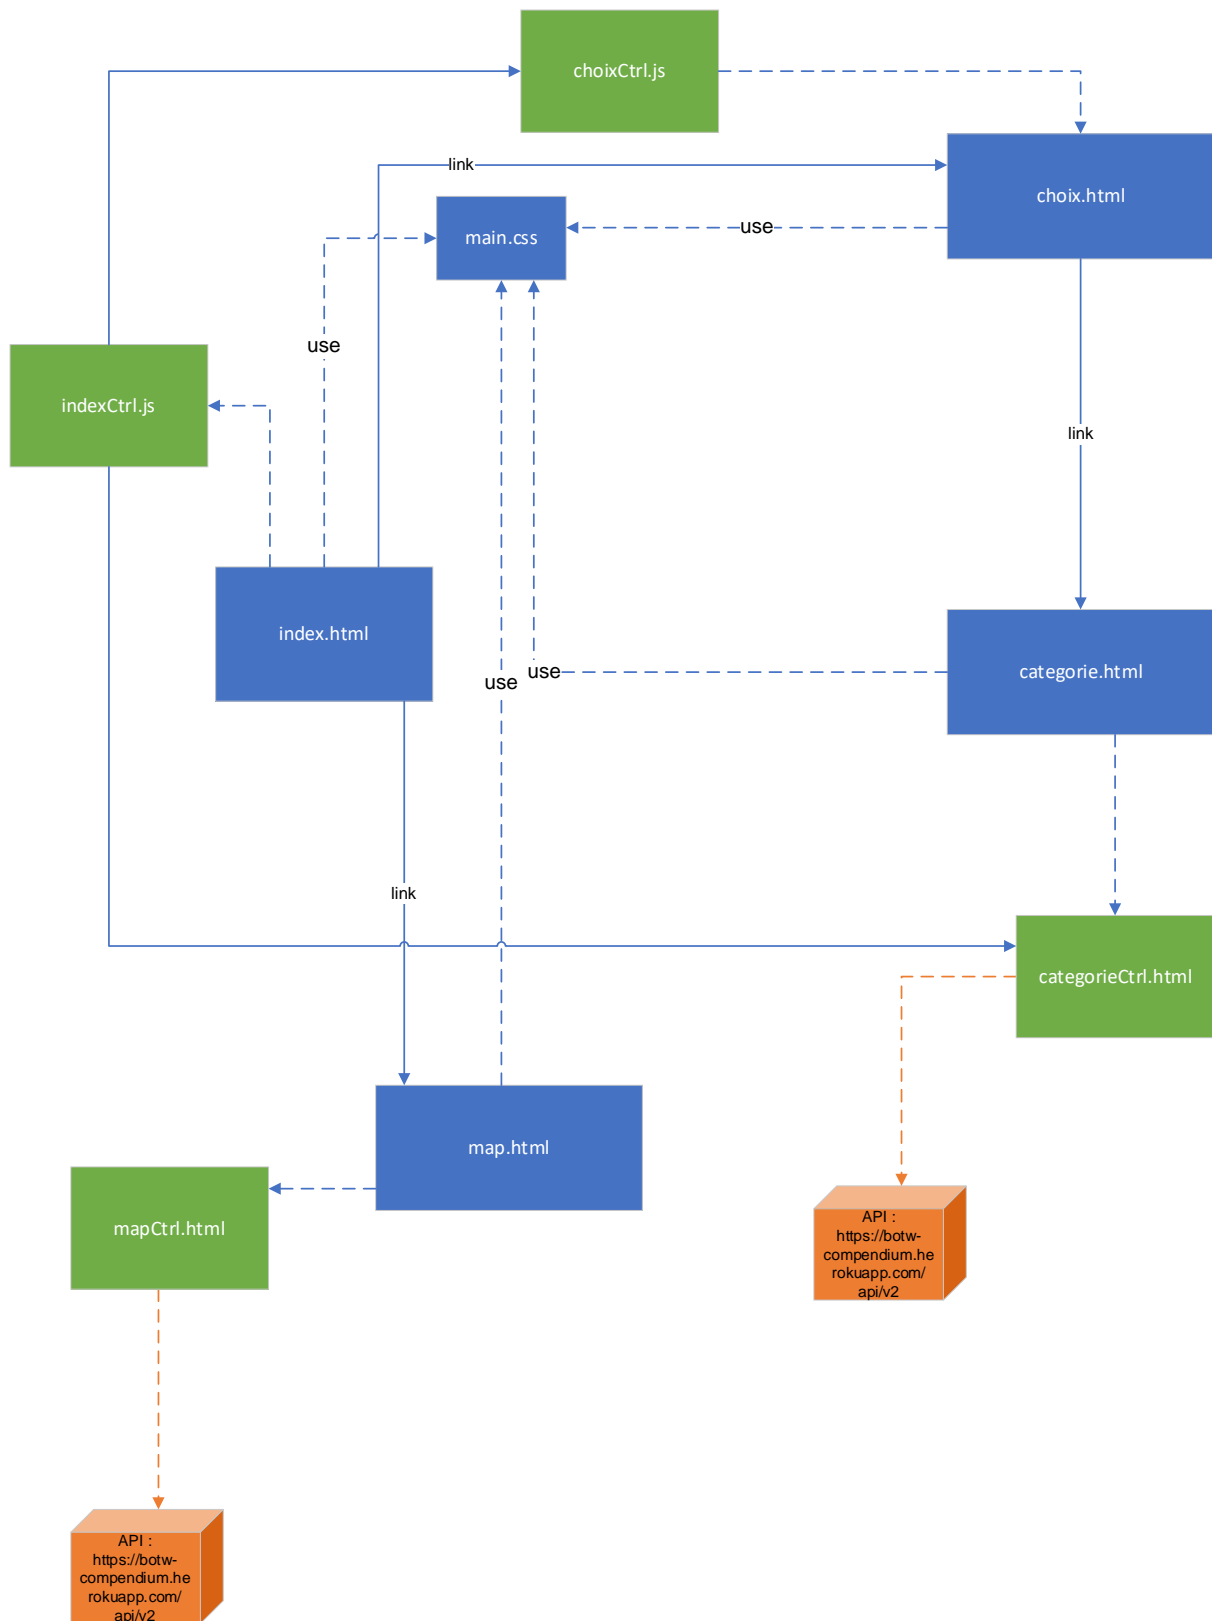 choixCtrl.js
link
choix.html
main.css
use
use
indexCtrl.js
link
index.html
use
use
categorie.html
link
categorieCtrl.html
map.html
mapCtrl.html
API :
https://botw-
compendium.he
rokuapp.com/
api/v2
API :
https://botw-
compendium.he
rokuapp.com/
api/v2